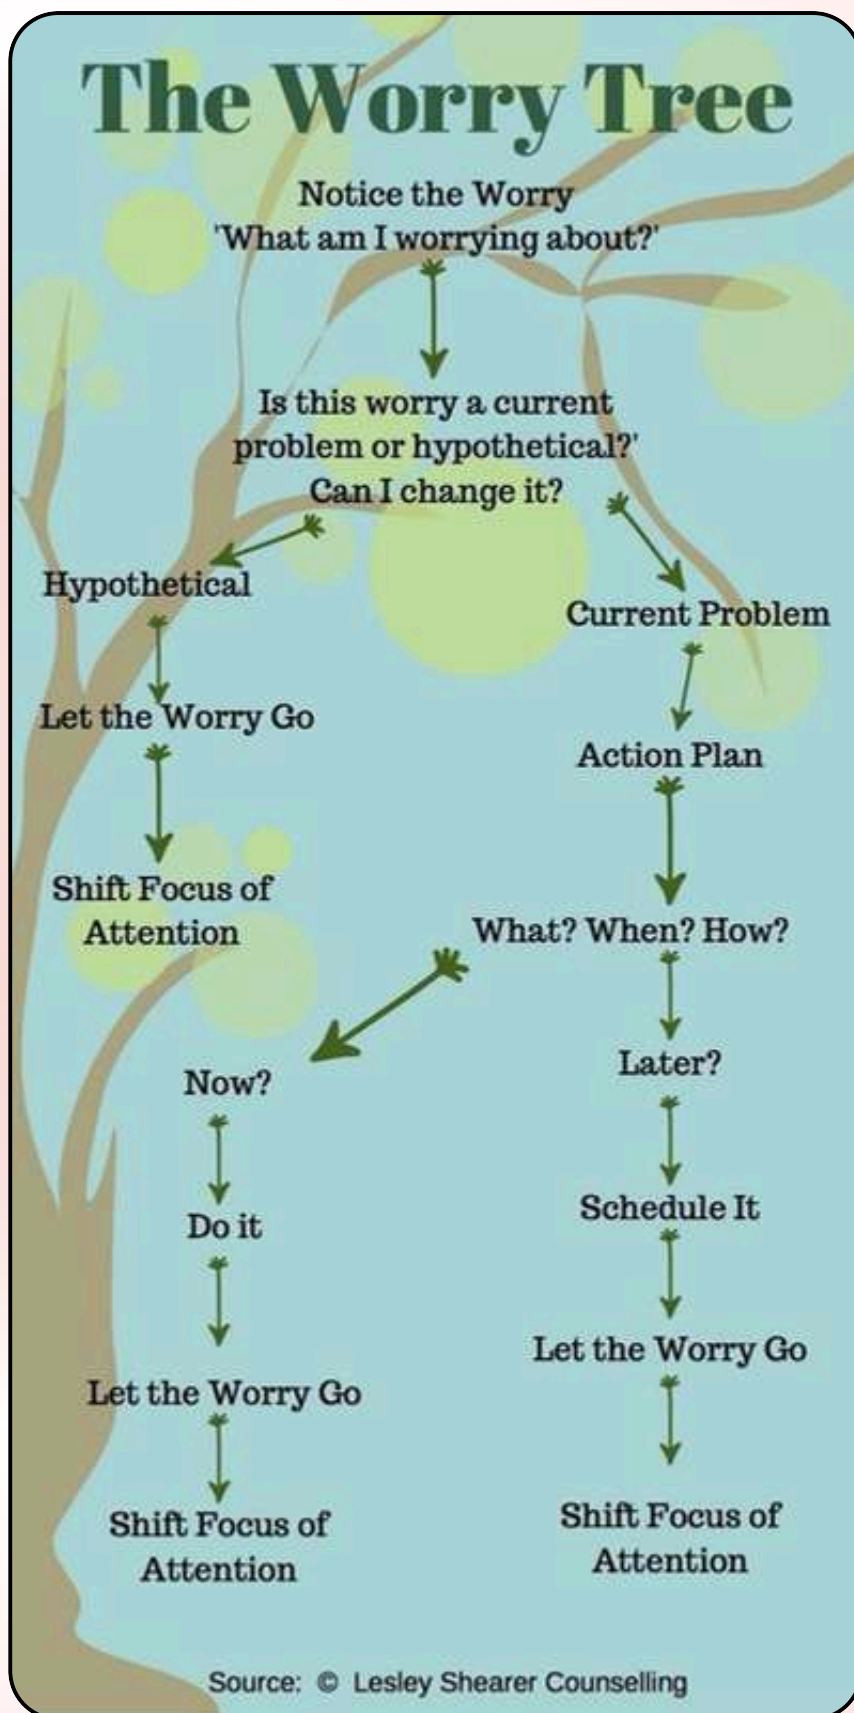 The Worry Tree
Notice the Worry
'What am I worrying about?'
Is this worry a current
problem or hypothetical?'
Can I change it?
Hypothetical
Let the Worry Go
Shift Focus of
Attention
Current Problem
Action Plan
What? When? How?
Now?
Do it
Let the Worry Go
Shift Focus of
Attention
Later?
Schedule It
Let the Worry Go
Shift Focus of
Attention
Source: © Lesley Shearer Counselling